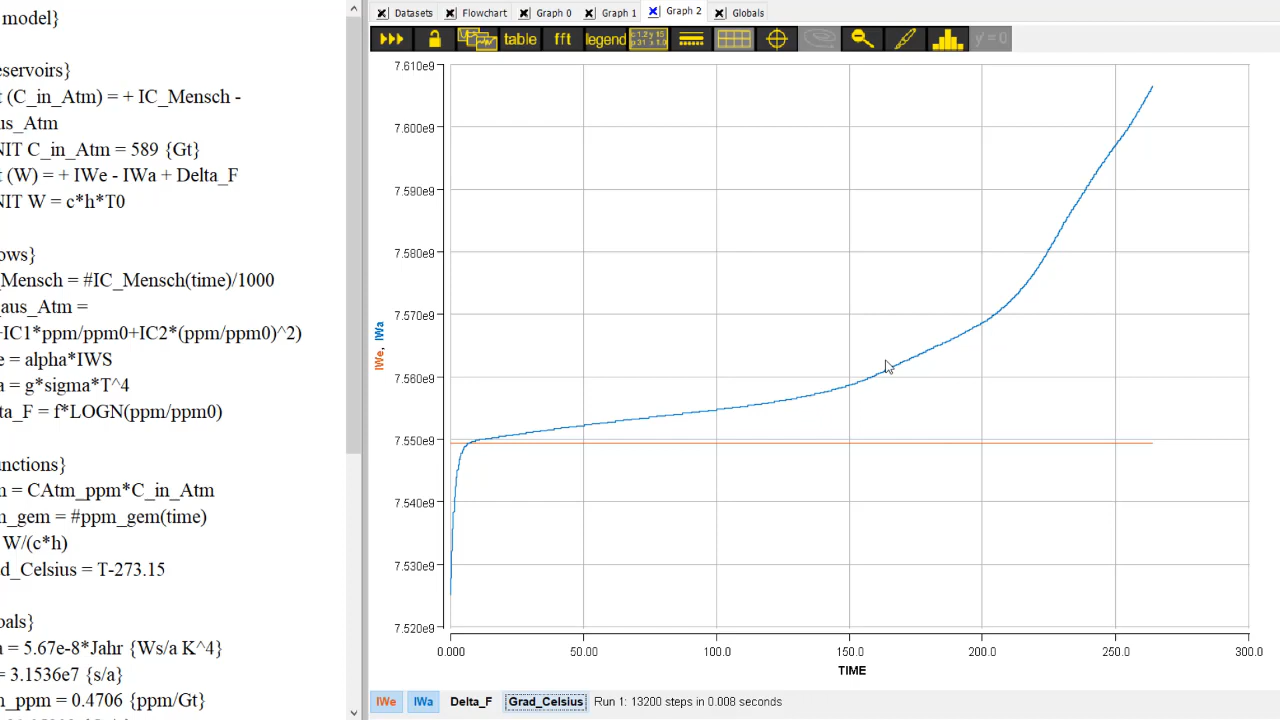 model}
eservoirs}
t (C_in_Atm) = + IC_Mensch -
us_Atm
NIT C_in_Atm = 589 {Gt}
t (W) = + IWe - IWa + Delta_F
NIT W = c*h*T0
ows}
_Mensch = #IC_Mensch(time)/1000
_aus_Atm =
+IC1*ppm/ppm0+IC2*(ppm/ppm0)^2)
e = alpha*IWS
a = g*sigma*T^4
lta_F = f*LOGN(ppm/ppm0)
unctions}
m = CAtm_ppm*C_in_Atm
m_gem = #ppm_gem(time)
W/(c*h)
ad_Celsius = T-273.15
bals}
a = 5.67e-8*Jahr {Ws/a K^4}
= 3.1536e7 {s/a}
m_ppm = 0.4706 {ppm/Gt}
Datasets Flowchart Graph 0 Graph 1 Graph 2 Globals
table fft legend y' = 0
7.610e9
7.600e9
7.590e9
7.580e9
7.570e9
7.560e9
7.550e9
7.540e9
7.530e9
7.520e9
IWe, IWa
0.000 50.00 100.0 150.0 200.0 250.0 300.0
TIME
IWe IWa Delta_F Grad_Celsius Run 1: 13200 steps in 0.008 seconds